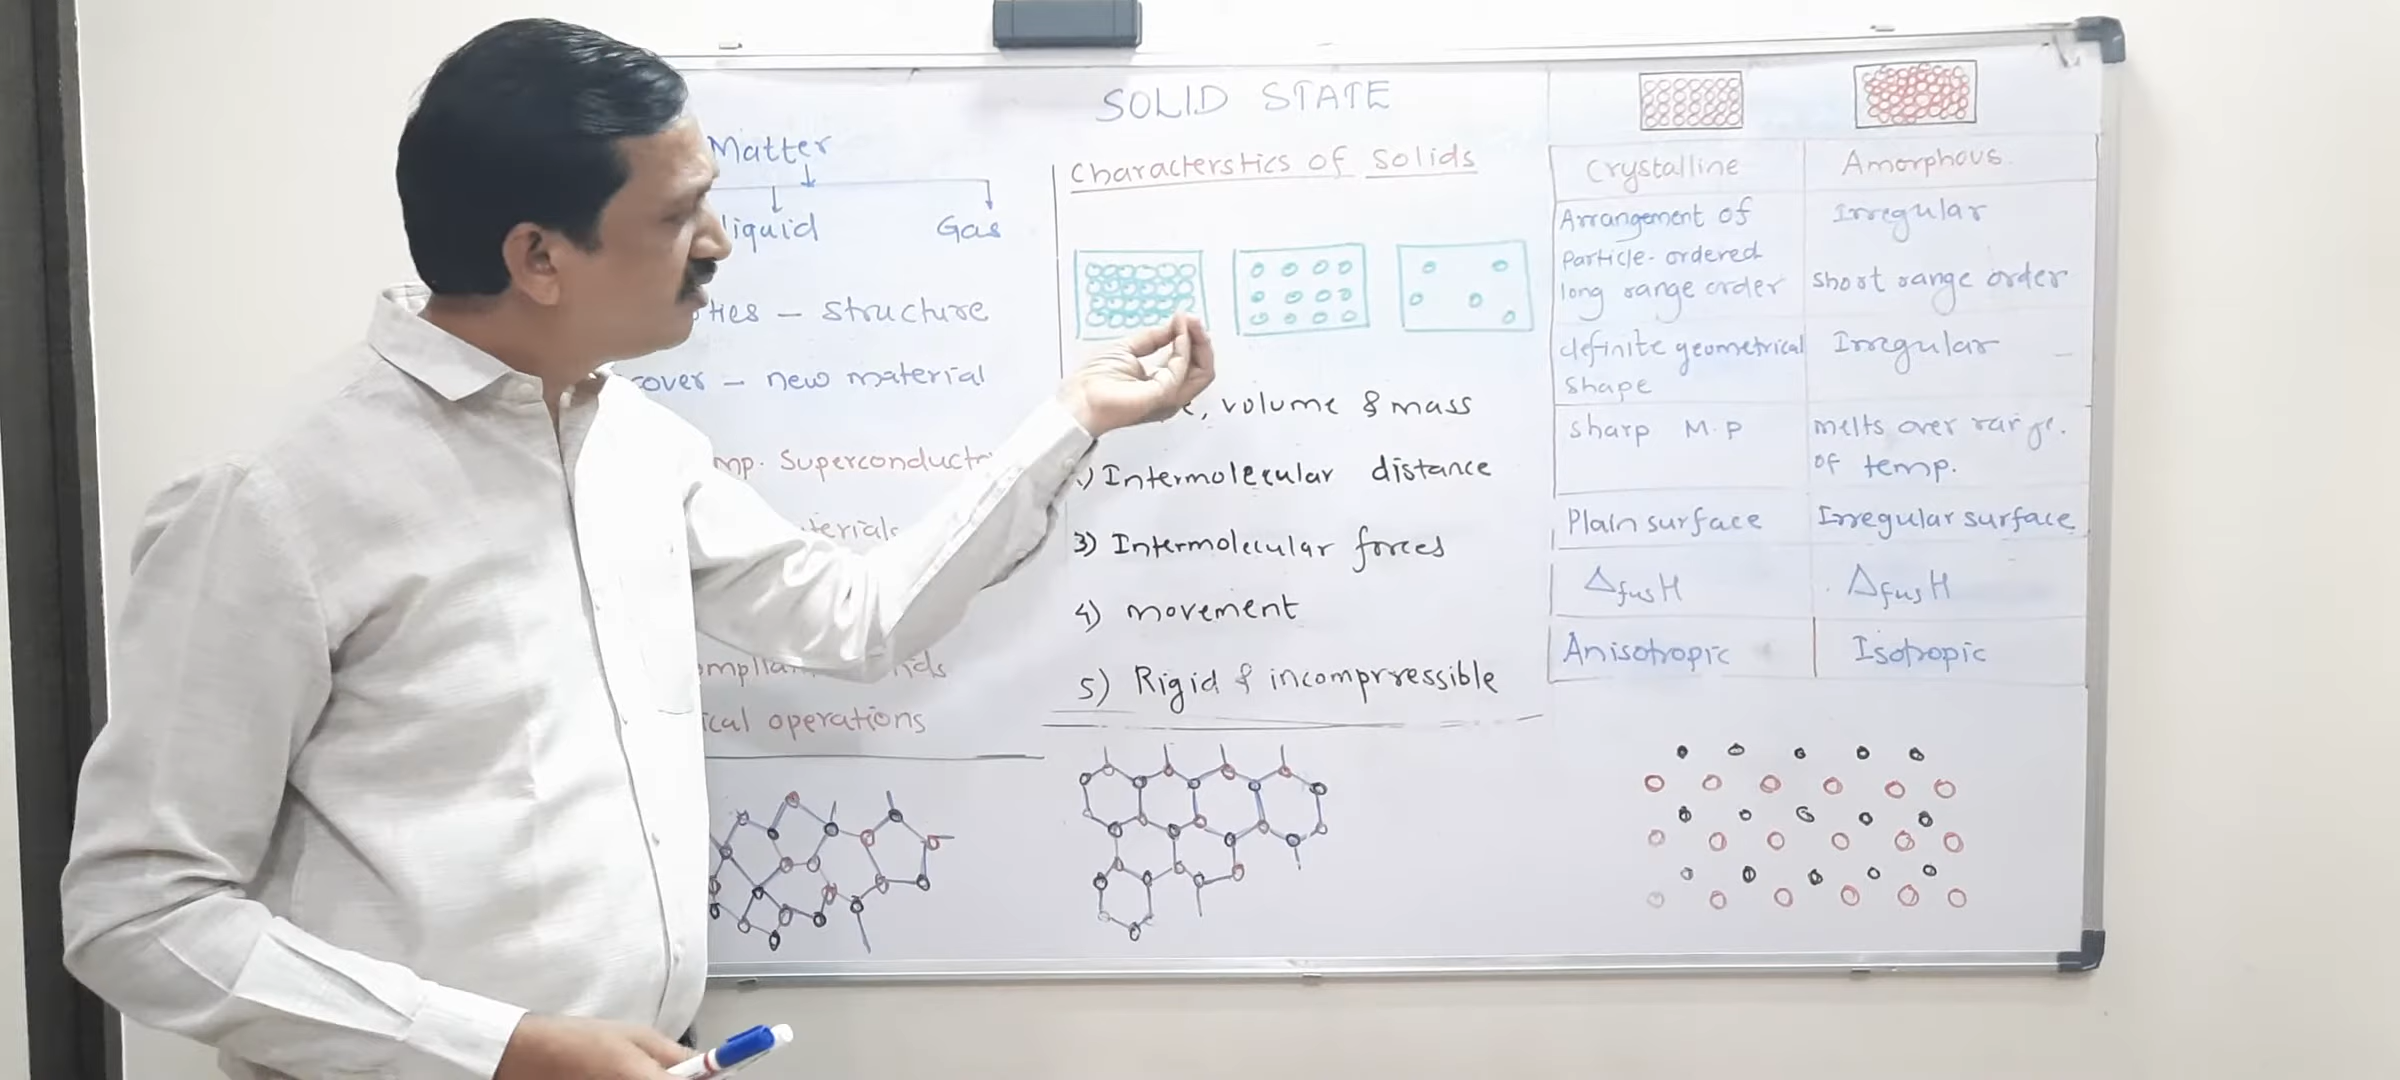 SOLID STATE
Matter
Gas
structure
- new material
Superconduct
operations
Characterstics of solids
, volume & mass
Intermolecular distance
3) Intermolecular forces
4) movement
5) Rigid & incomprressible
Crystalline Amorphous
Arrangement of Irregular
Particle- ordered
long range order short range order
definite geometrical Irregular
shape
sharp M.P melts over range.
of temp.
Plain surface Irregular surface
ΔfusH ΔfusH
Anisotropic Isotropic